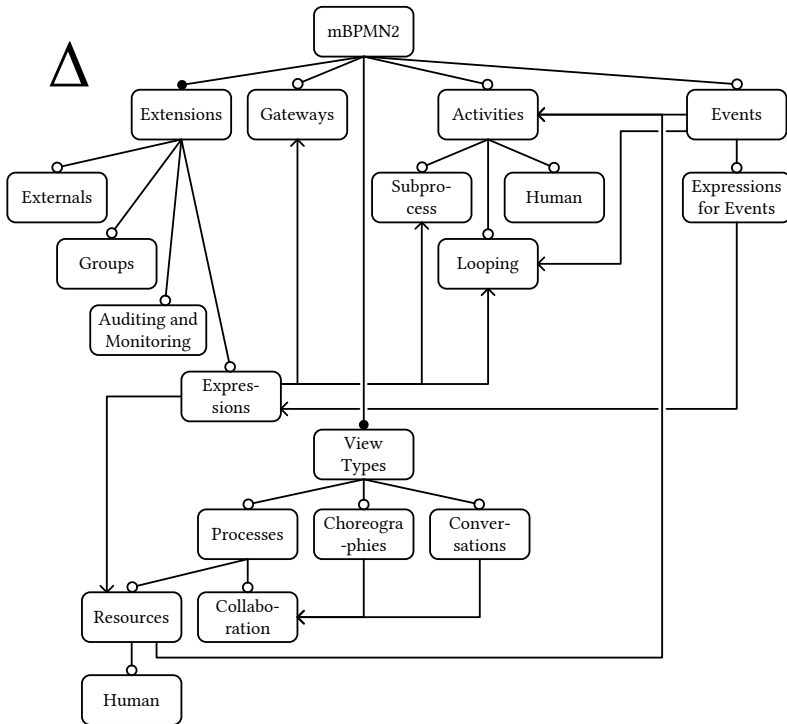 mBPMN2
Δ
Extensions
Gateways
Activities
Events
Externals
Subpro-
cess
Human
Expressions
for Events
Groups
Looping
Auditing and
Monitoring
Expres-
sions
View
Types
Processes
Choreogra
-phies
Conver-
sations
Resources
Collabo-
ration
Human